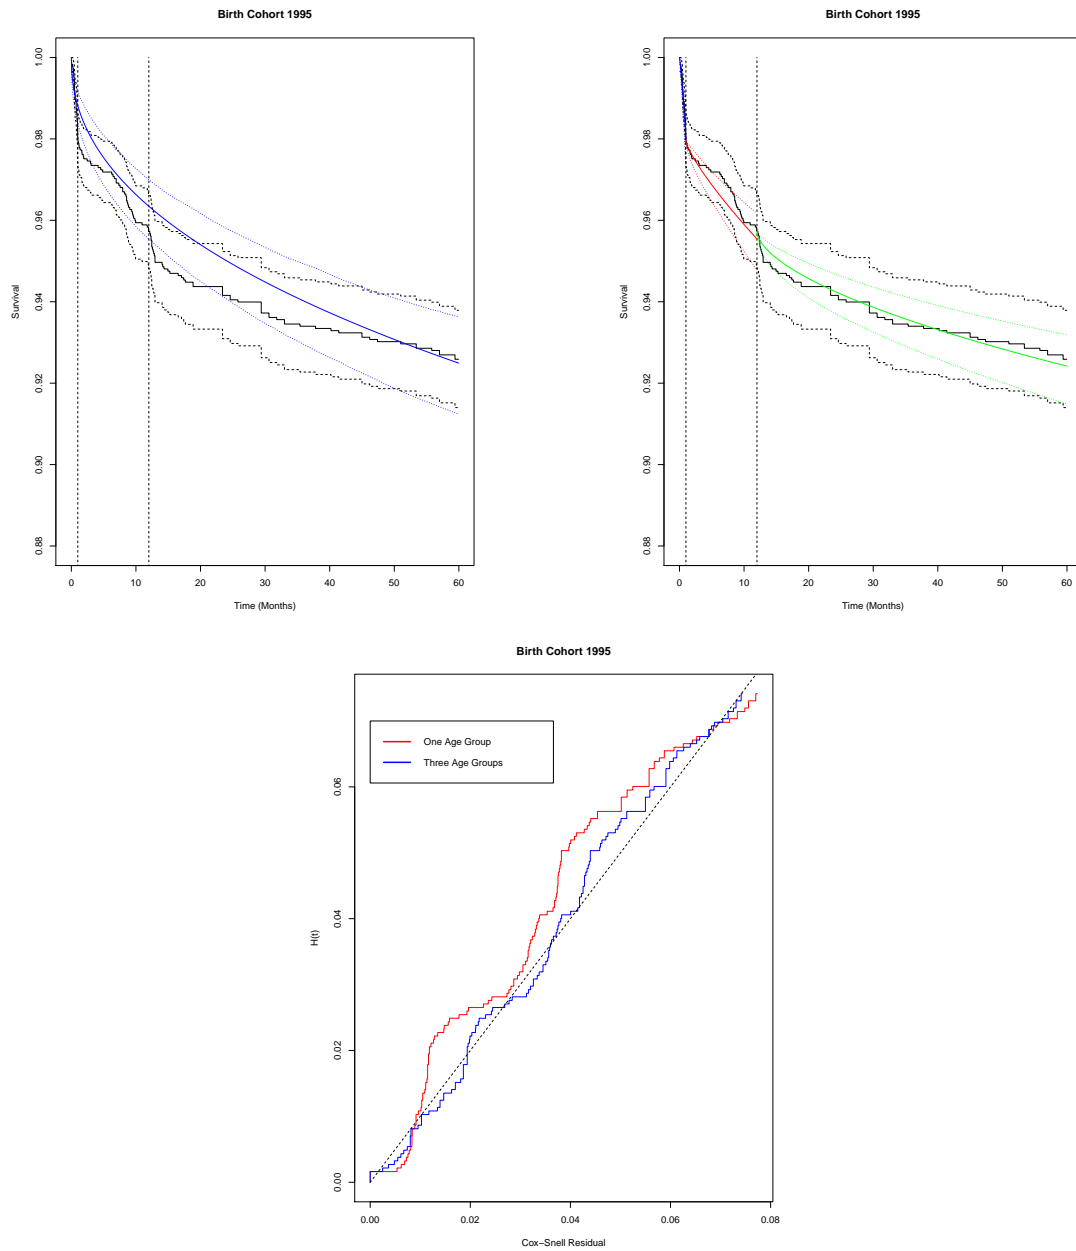 Birth Cohort 1995
1.00
0.98
0.96
0.94
0.92
0.90
0.88
Survival
0 10 20 30 40 50 60
Time (Months)
Birth Cohort 1995
1.00
0.98
0.96
0.94
0.92
0.90
0.88
Survival
0 10 20 30 40 50 60
Time (Months)
Birth Cohort 1995
One Age Group
Three Age Groups
0.06
0.04
0.02
0.00
H(t)
0.00 0.02 0.04 0.06 0.08
Cox−Snell Residual